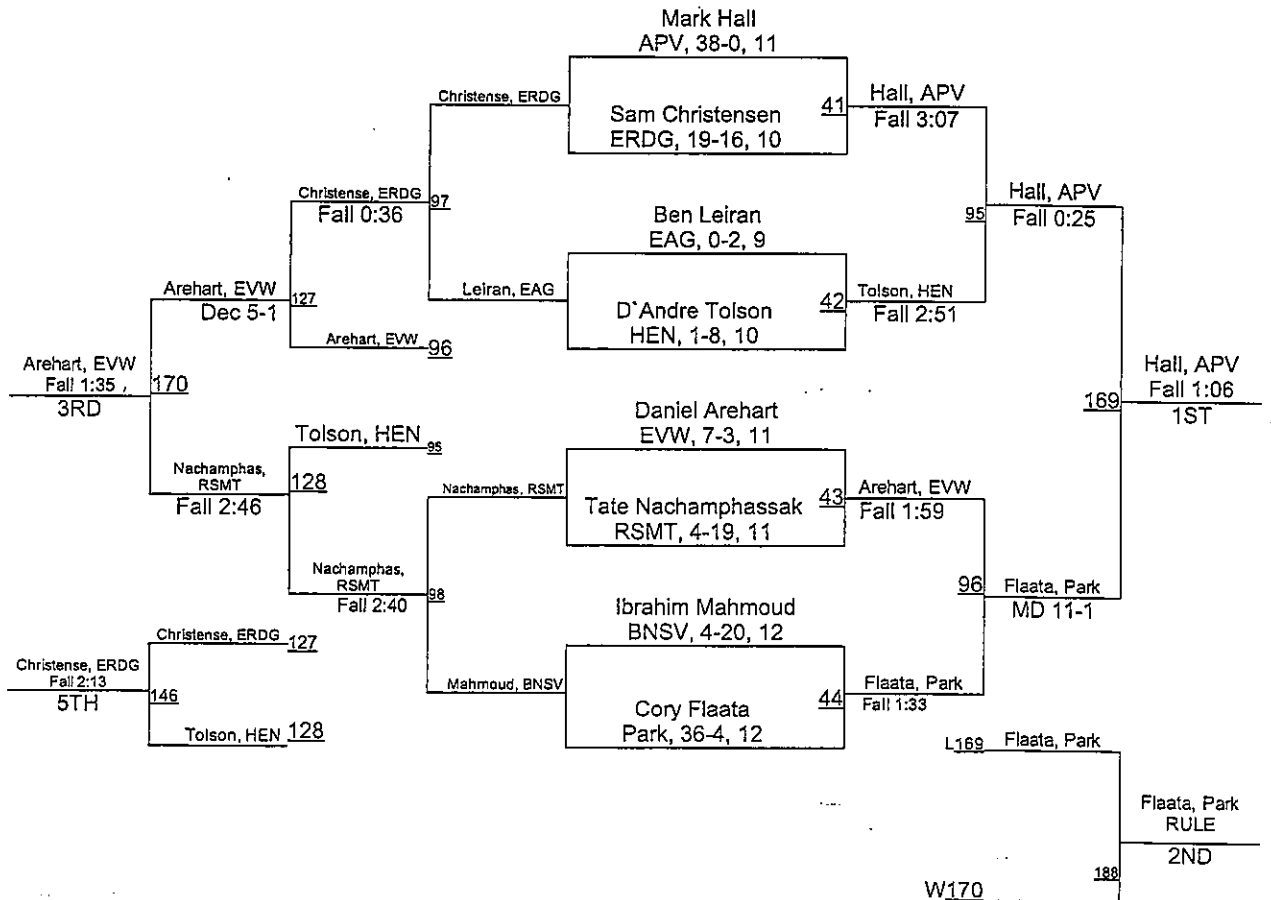 Mark Hall
APV, 38-0, 11
Christense, ERDG
Sam Christensen
ERDG, 19-16, 10
41
Hall, APV
Fall 3:07
Christense, ERDG
Fall 0:36
97
Hall, APV
Fall 0:25
95
Ben Leiran
EAG, 0-2, 9
Leiran, EAG
D`Andre Tolson
HEN, 1-8, 10
42
Tolson, HEN
Fall 2:51
Arehart, EVW
Dec 5-1
127
Arehart, EVW
96
Arehart, EVW
Fall 1:35
3RD
170
Hall, APV
Fall 1:06
1ST
169
Daniel Arehart
EVW, 7-3, 11
Tolson, HEN
95
Nachamphas,
RSMT
Fall 2:46
128
Nachamphas, RSMT
Tate Nachamphassak
RSMT, 4-19, 11
43
Arehart, EVW
Fall 1:59
Nachamphas,
RSMT
Fall 2:40
98
96
Flaata, Park
MD 11-1
Ibrahim Mahmoud
BNSV, 4-20, 12
Christense, ERDG
127
Christense, ERDG
Fall 2:13
5TH
146
Tolson, HEN
128
Mahmoud, BNSV
Cory Flaata
Park, 36-4, 12
44
Flaata, Park
Fall 1:33
L169
Flaata, Park
Flaata, Park
RULE
2ND
188
W170